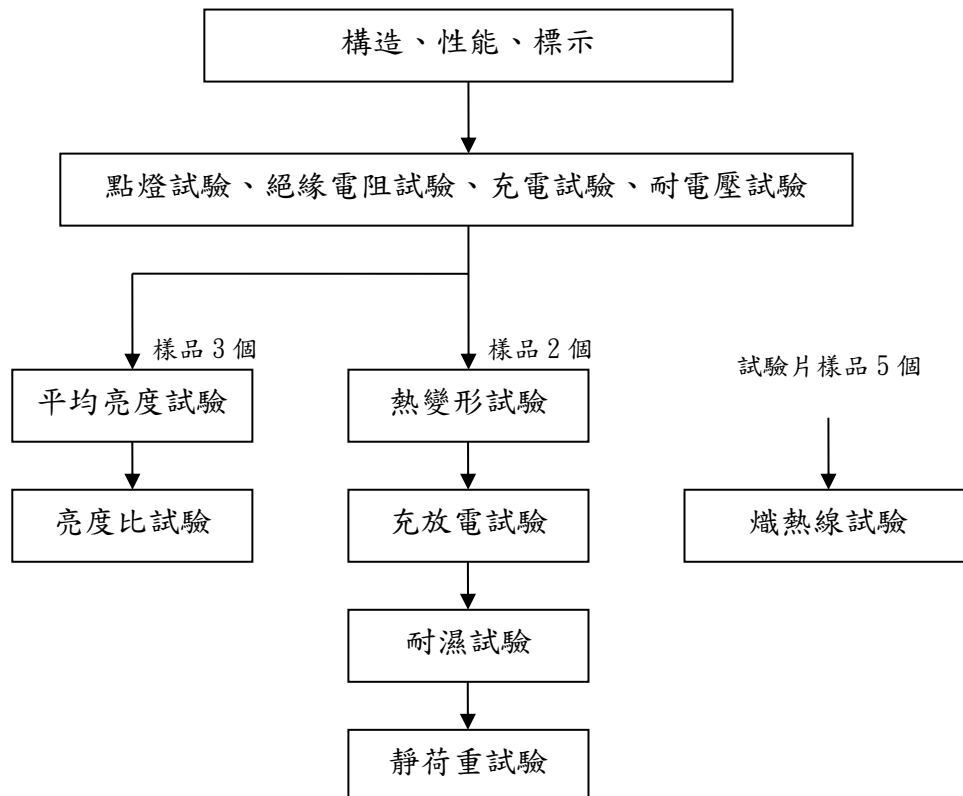 構造、性能、標示
點燈試驗、絕緣電阻試驗、充電試驗、耐電壓試驗
樣品 3 個
樣品 2 個
試驗片樣品 5 個
平均亮度試驗
熱變形試驗
亮度比試驗
充放電試驗
熾熱線試驗
耐濕試驗
靜荷重試驗